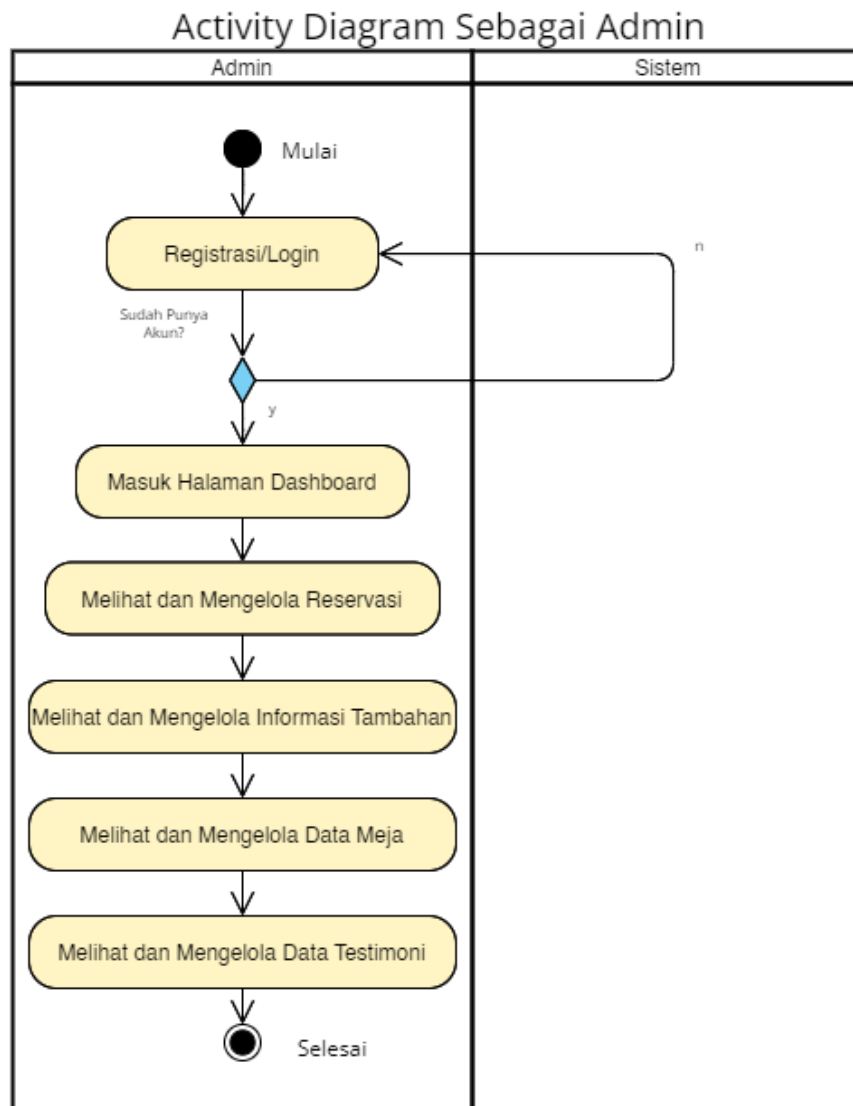 Activity Diagram Sebagai Admin
Admin
Sistem
Mulai
Registrasi/Login
n
Sudah Punya
Akun?
y
Masuk Halaman Dashboard
Melihat dan Mengelola Reservasi
Melihat dan Mengelola Informasi Tambahan
Melihat dan Mengelola Data Meja
Melihat dan Mengelola Data Testimoni
Selesai